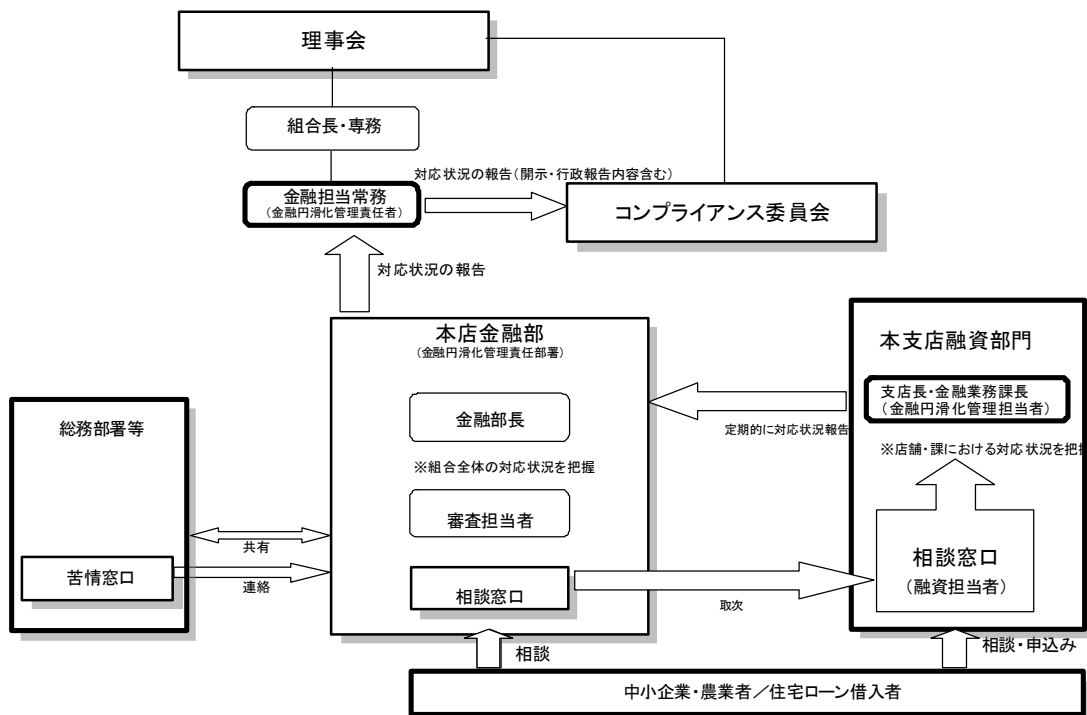 理事会
組合長・専務
金融担当常務
(金融円滑化管理責任者)
対応状況の報告(開示・行政報告内容含む)
コンプライアンス委員会
対応状況の報告
本店金融部
(金融円滑化管理責任部署)
金融部長
※組合全体の対応状況を把握
審査担当者
相談窓口
本支店融資部門
支店長・金融業務課長
(金融円滑化管理担当者)
定期的に対応状況報告
※店舗・課における対応状況を把
相談窓口
(融資担当者)
総務部署等
共有
苦情窓口
連絡
取次
相談
相談・申込み
中小企業・農業者/住宅ローン借入者